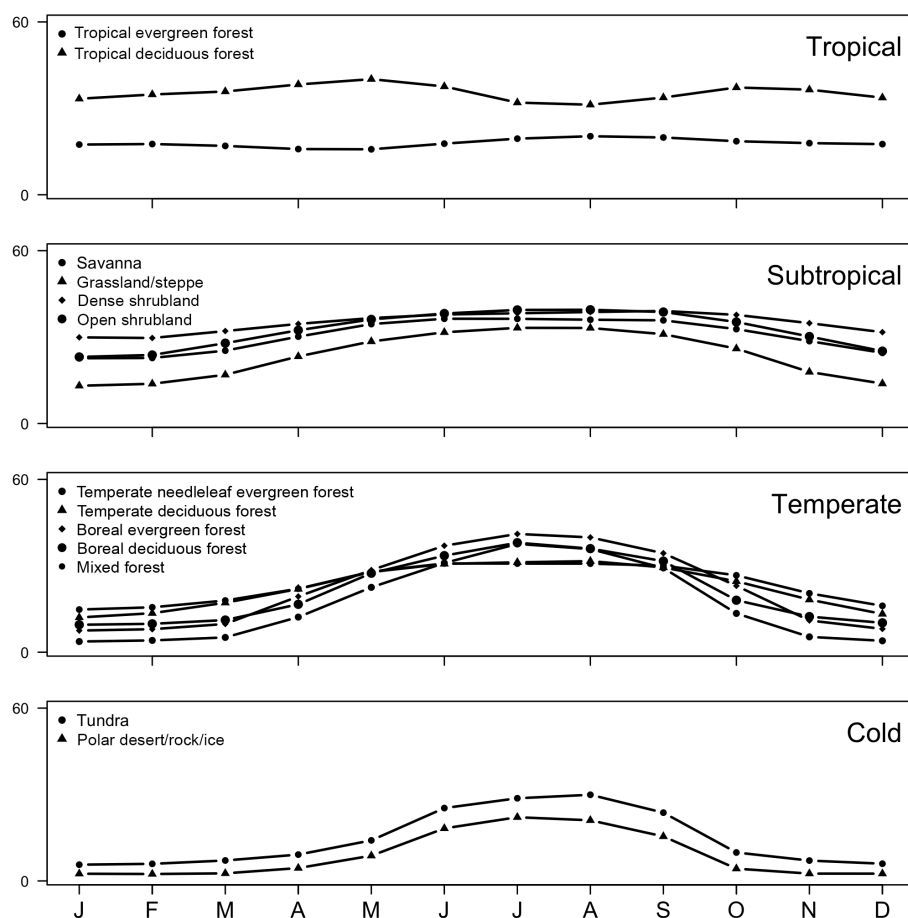 60
Tropical evergreen forest
Tropical deciduous forest
Tropical
0
60
Savanna
Grassland/steppe
Dense shrubland
Open shrubland
Subtropical
0
60
Temperate needleleaf evergreen forest
Temperate deciduous forest
Boreal evergreen forest
Boreal deciduous forest
Mixed forest
Temperate
0
60
Tundra
Polar desert/rock/ice
Cold
0
J F M A M J J A S O N D